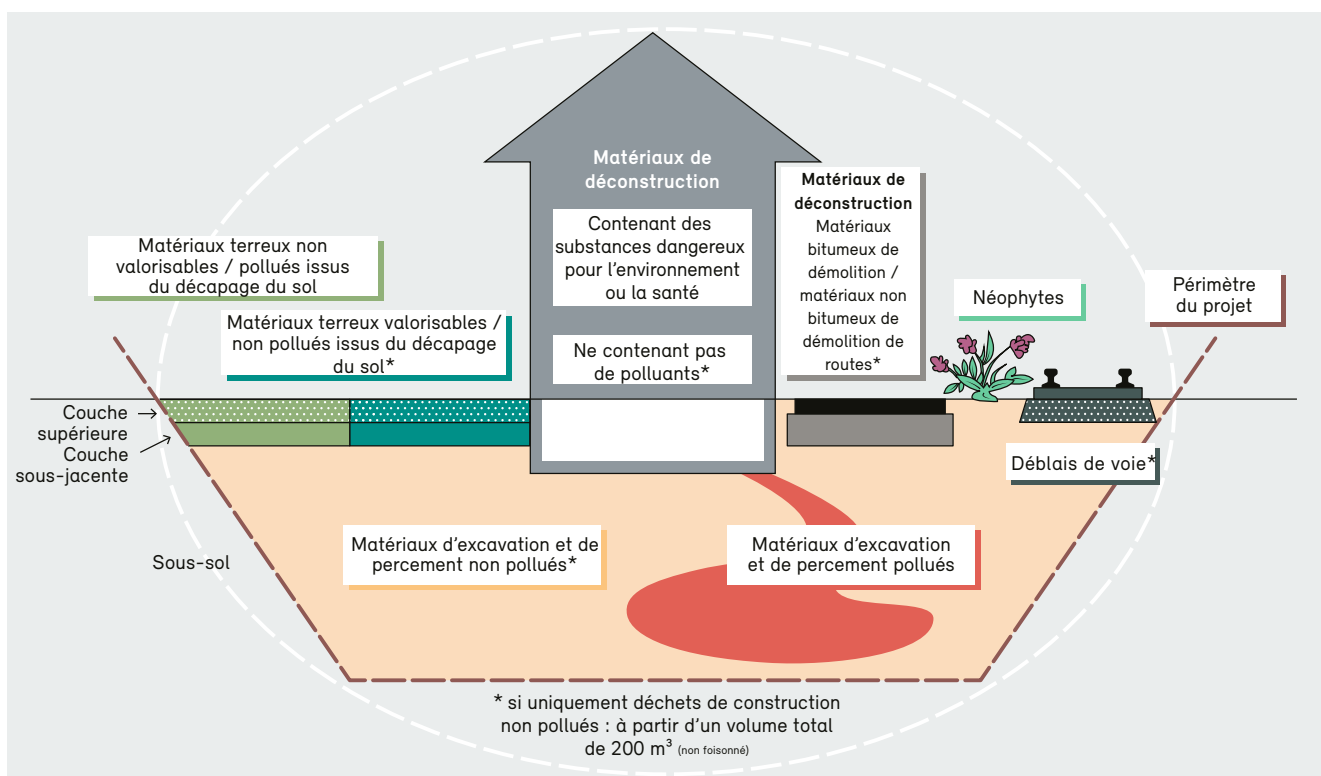 Matériaux de
déconstruction
Contenant des
substances dangereux
pour l'environnement
ou la santé
Ne contenant pas
de polluants*
Matériaux de
déconstruction
Matériaux
bitumeux de
démolition /
matériaux non
bitumeux de
démolition de
routes*
Matériaux terreux non
valorisables / pollués issus
du décapage du sol
Matériaux terreux valorisables /
non pollués issus du décapage
du sol*
Néophytes
Périmètre
du projet
Couche
supérieure
Couche
sous-jacente
Déblais de voie*
Sous-sol
Matériaux d'excavation et de
percement non pollués*
Matériaux d'excavation
et de percement pollués
* si uniquement déchets de construction
non pollués : à partir d'un volume total
de 200 m³ (non foisonné)